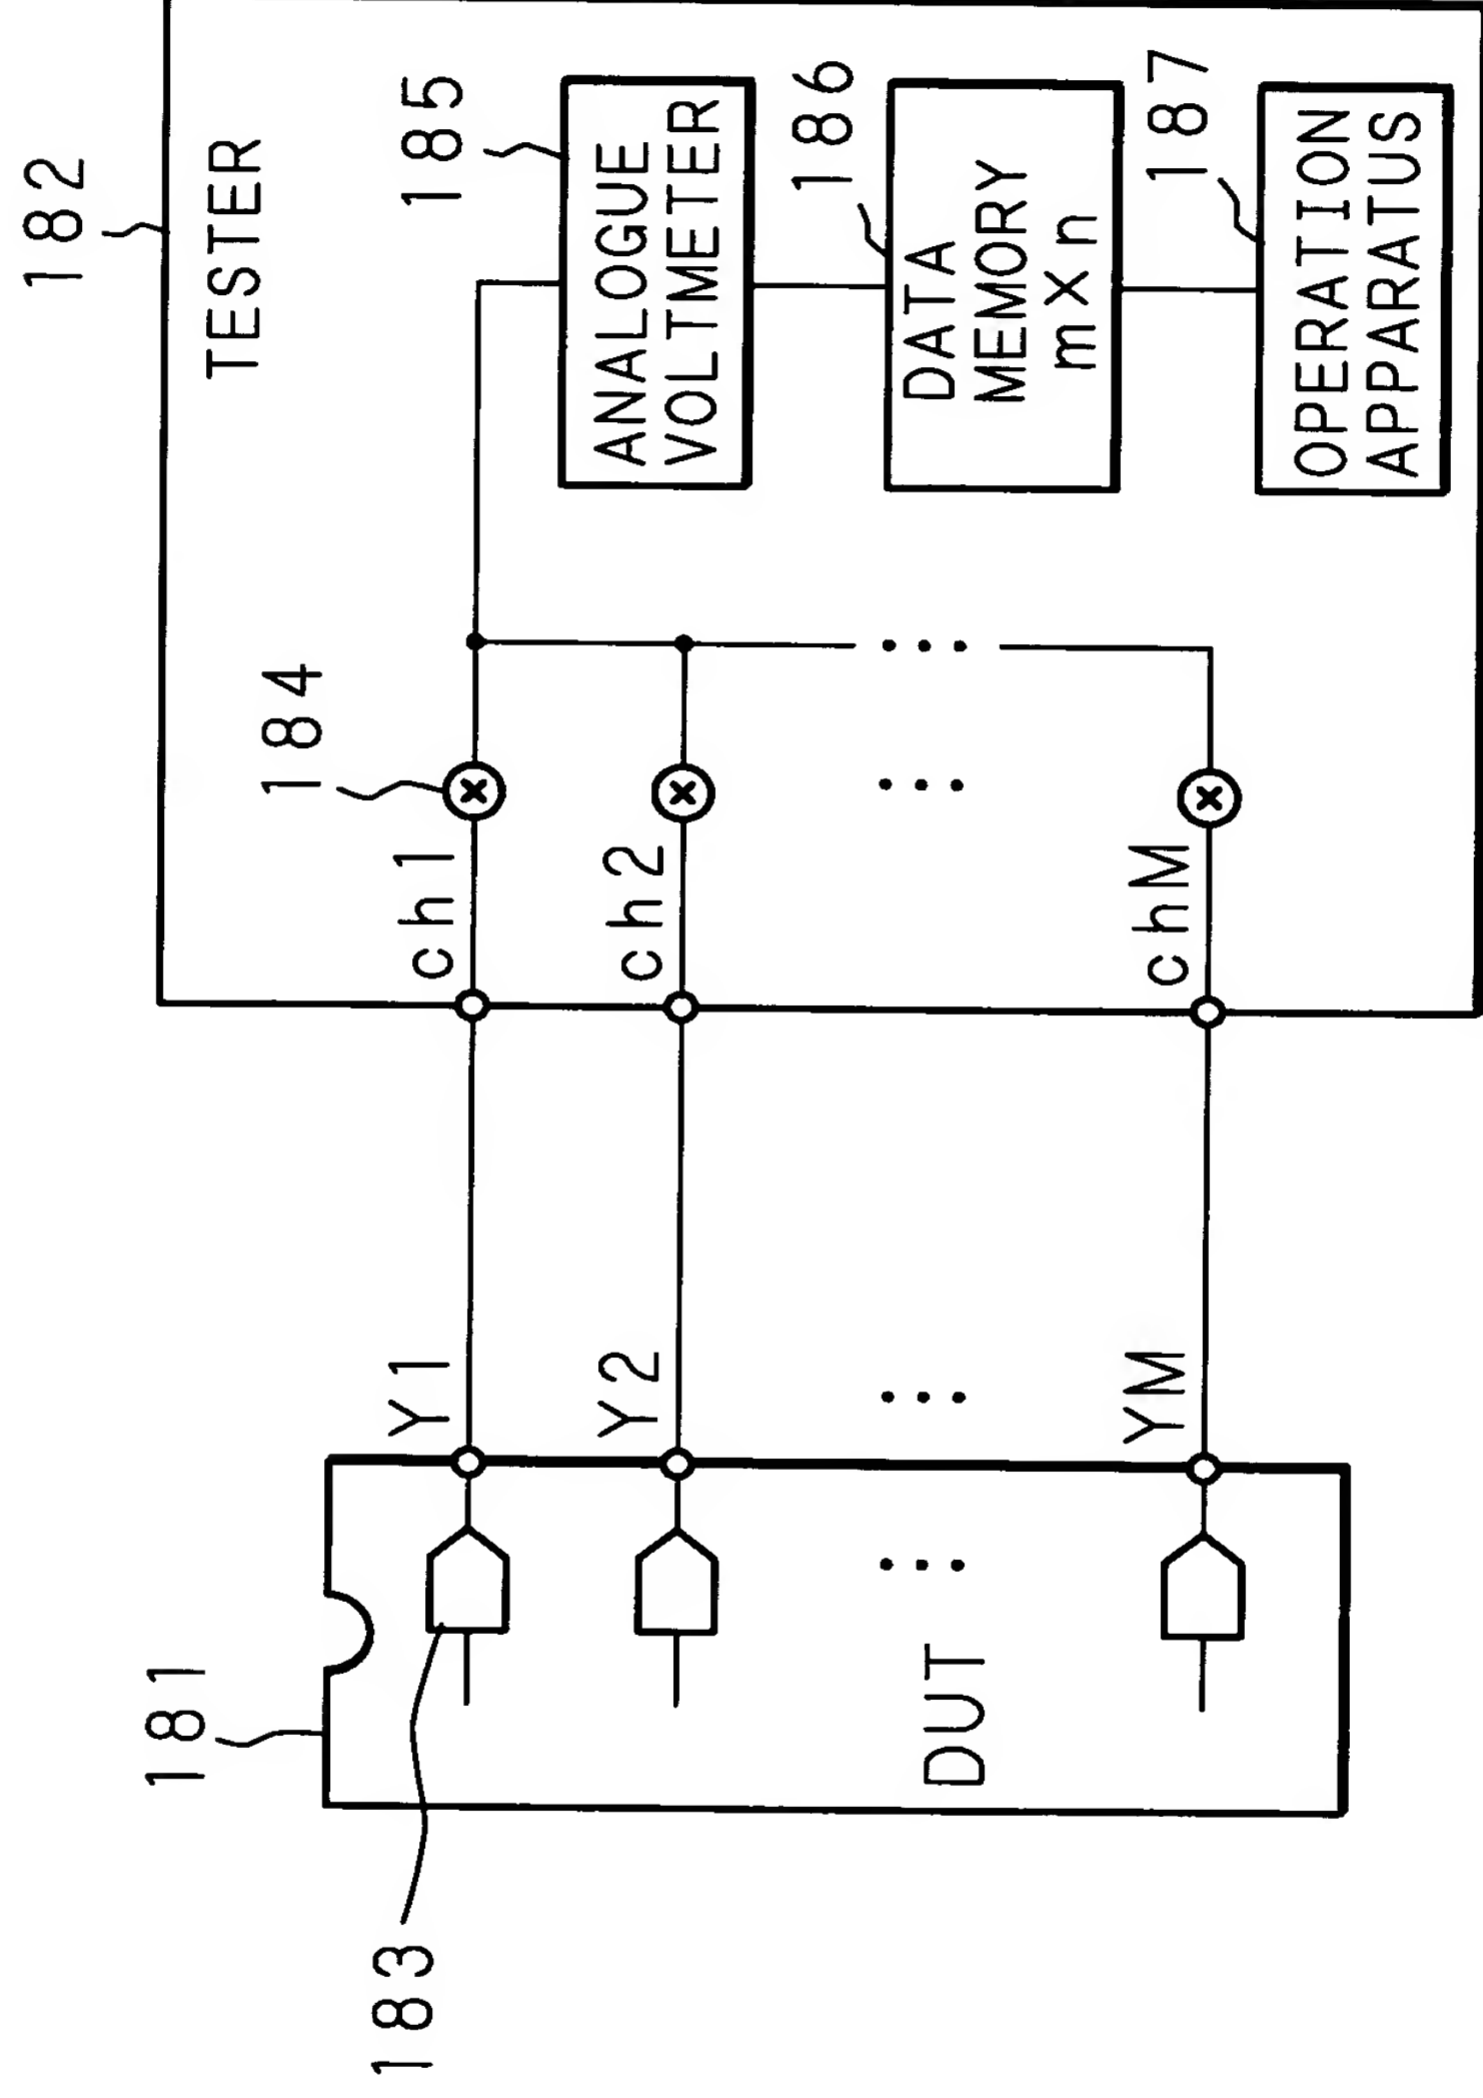 182
TESTER
184
185
ch1
ANALOGUE
VOLTMETER
ch2
186
DATA
MEMORY
m×n
chM
187
OPERATION
APPARATUS
181
183
Y1
Y2
YM
DUT